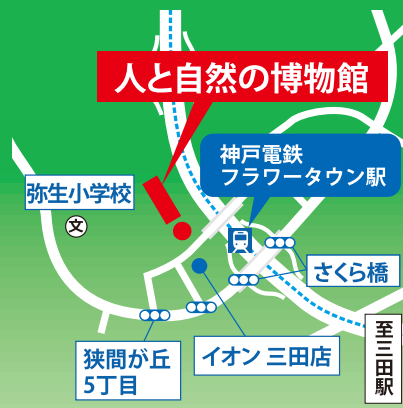 人と自然の博物館
神戸電鉄
フラワータウン駅
弥生小学校
文
さくら橋
狭間が丘
5丁目
イオン 三田店
至三田駅